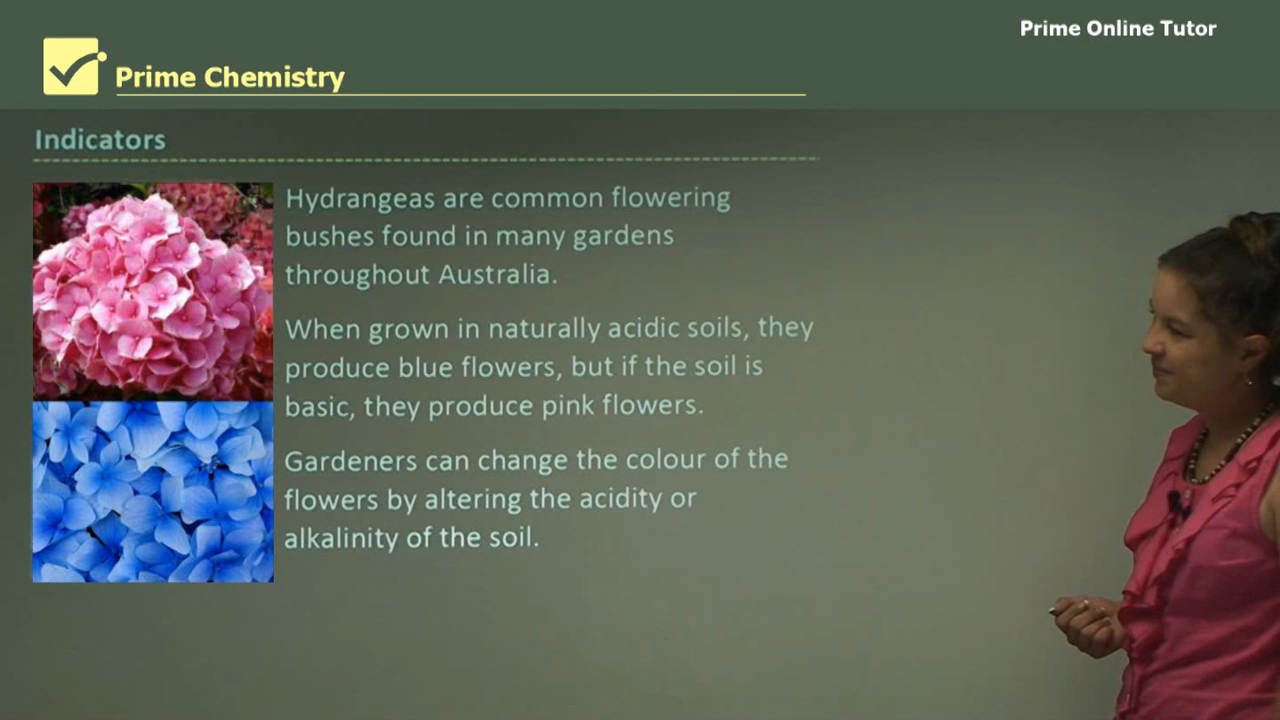 Prime Online Tutor
Prime Chemistry
Indicators
Hydrangeas are common flowering
bushes found in many gardens
throughout Australia.
When grown in naturally acidic soils, they
produce blue flowers, but if the soil is
basic, they produce pink flowers.
Gardeners can change the colour of the
flowers by altering the acidity or
alkalinity of the soil.